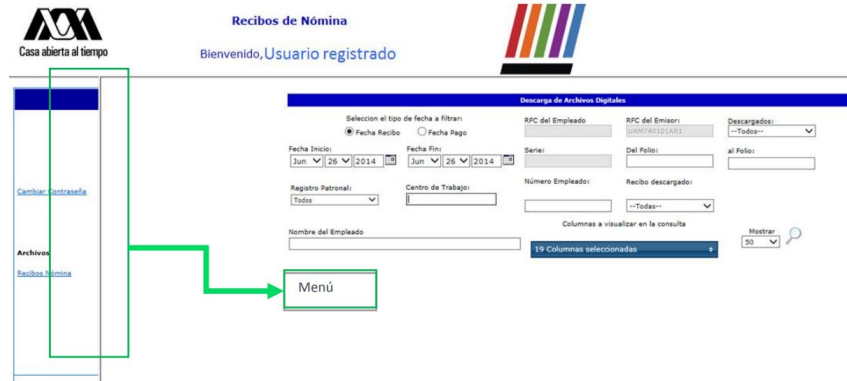 Casa abierta al tiempo
Recibos de Nómina
Bienvenido,Usuario registrado
Descarga de Archivos Digitales
Seleccion el tipo de fecha a filtrar:
Fecha Recibo
Fecha Pago
RFC del Empleado
RFC del Emisor:
UAM740101AR1
Descargados:
--Todos--
Fecha Inicio:
Jun 26 2014
Fecha Fin:
Jun 26 2014
Serie:
Del Folio:
al Folio:
Cambiar Contraseña
Registro Patronal:
Todos
Centro de Trabajo:
Número Empleado:
Recibo descargado:
--Todas--
Nombre del Empleado
Columnas a visualizar en la consulta
19 Columnas seleccionadas
Mostrar
50
Archivos
Recibos Nómina
Menú